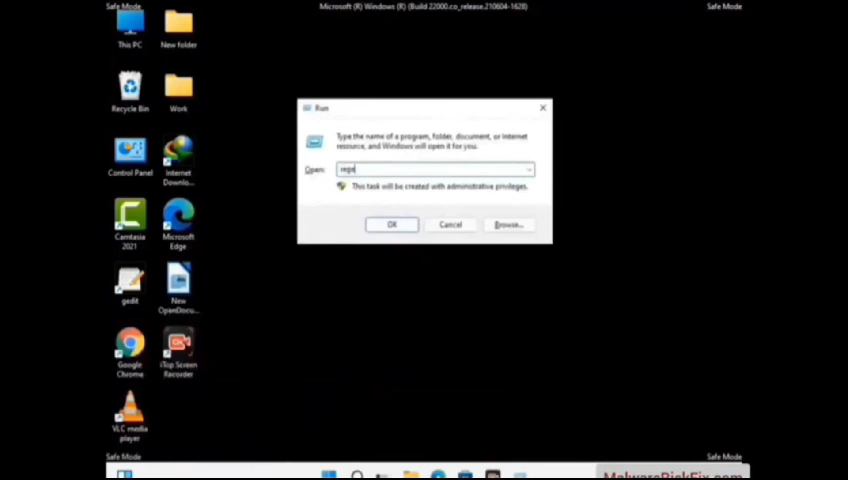 Safe Mode
Microsoft (R) Windows (R) (Build 22000.co_release.210604-1628)
Safe Mode
This PC
New folder
Recycle Bin
Work
Control Panel
Internet
Downlo...
Camtasia
2021
Microsoft
Edge
gedit
New
OpenDocu...
Google
Chrome
iTop Screen
Recorder
VLC media
player
Run
Type the name of a program, folder, document, or Internet
resource, and Windows will open it for you.
Open:
This task will be created with administrative privileges.
OK
Cancel
Browse...
Safe Mode
Safe Mode
MalwareRiskFix.com